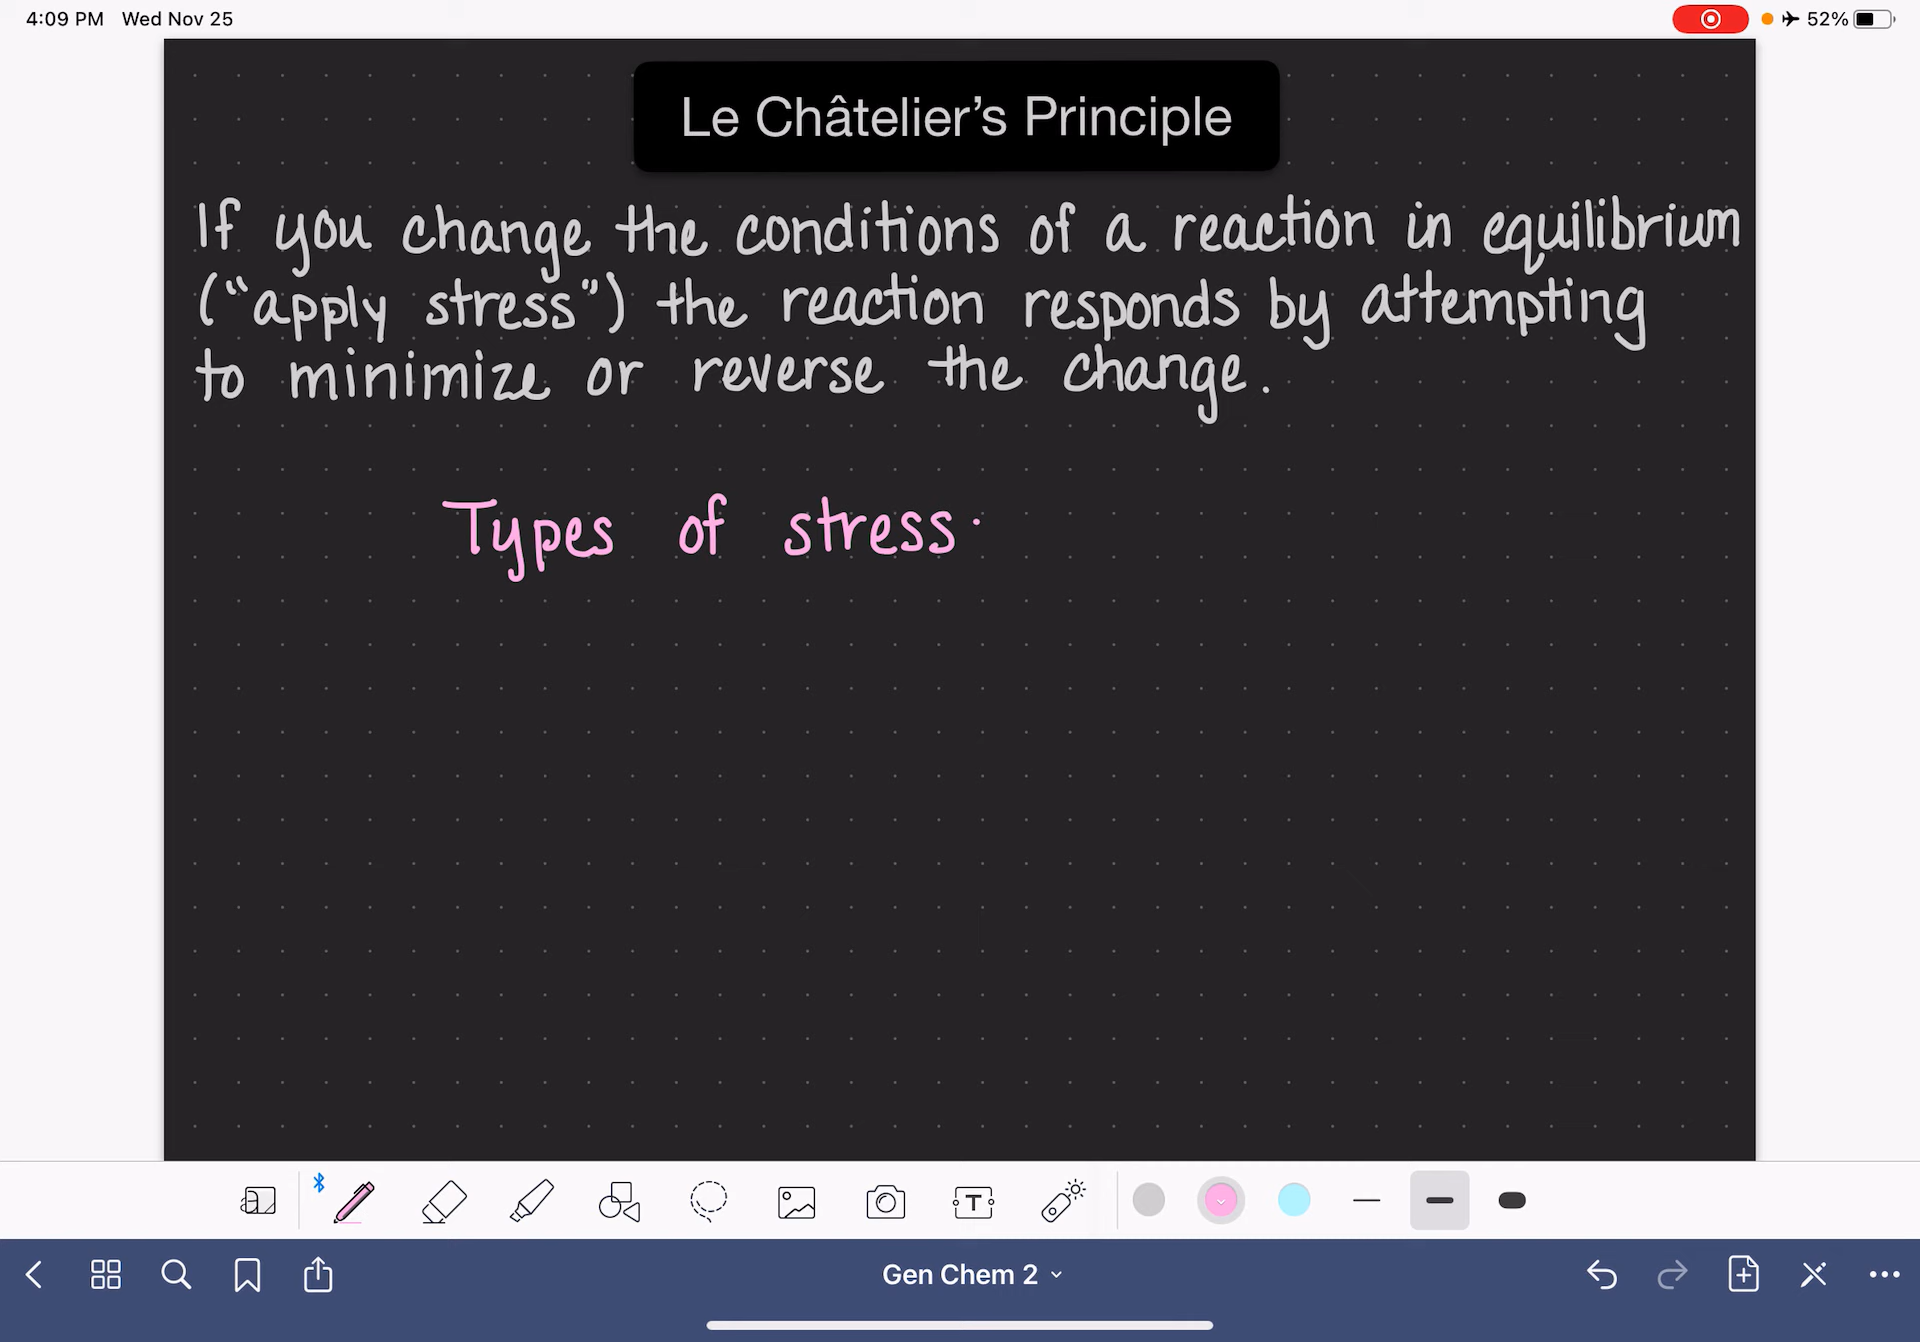 4:09 PM Wed Nov 25
52%
Le Châtelier’s Principle
If you change the conditions of a reaction in equilibrium
(“apply stress”) the reaction responds by attempting
to minimize or reverse the change.
Types of stress·
Gen Chem 2